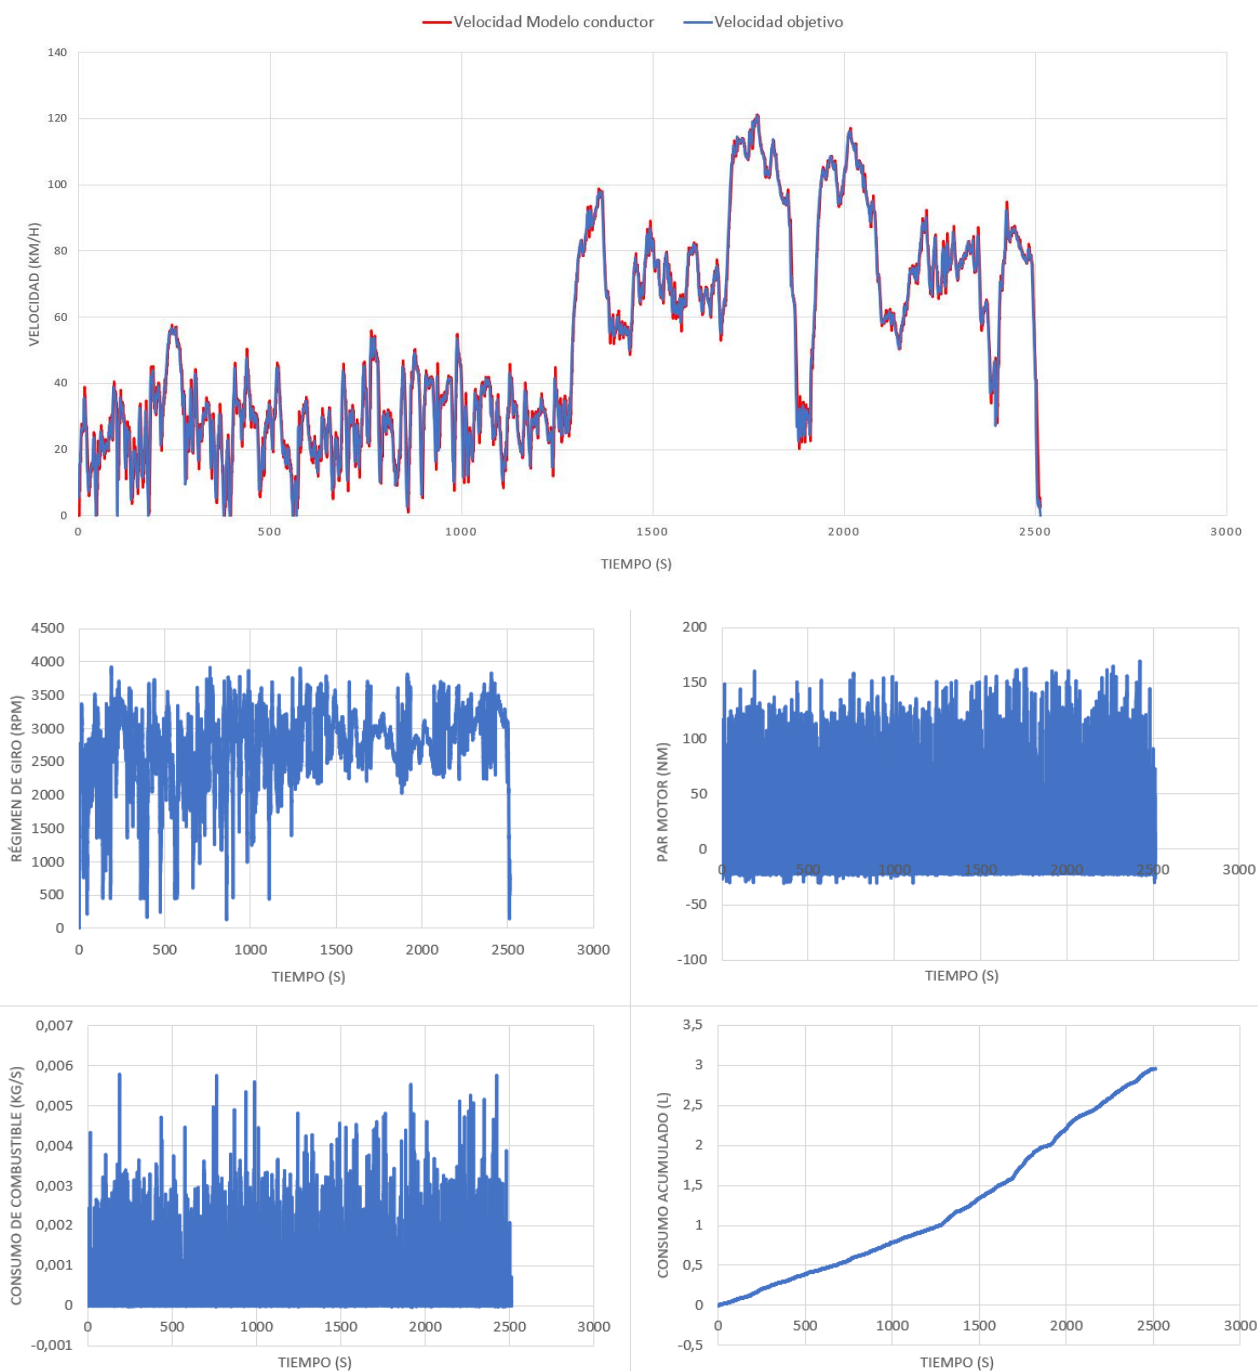 Velocidad Modelo conductor Velocidad objetivo
140
120
100
80
60
40
20
0
VELOCIDAD (KM/H)
0 500 1000 1500 2000 2500 3000
TIEMPO (S)
4500
4000
3500
3000
2500
2000
1500
1000
500
0
RÉGIMEN DE GIRO (RPM)
0 500 1000 1500 2000 2500 3000
TIEMPO (S)
200
150
100
50
0
-50
-100
PAR MOTOR (NM)
0 500 1000 1500 2000 2500 3000
TIEMPO (S)
0,007
0,006
0,005
0,004
0,003
0,002
0,001
0
-0,001
CONSUMO DE COMBUSTIBLE (KG/S)
0 500 1000 1500 2000 2500 3000
TIEMPO (S)
3,5
3
2,5
2
1,5
1
0,5
0
-0,5
CONSUMO ACUMULADO (L)
0 500 1000 1500 2000 2500 3000
TIEMPO (S)